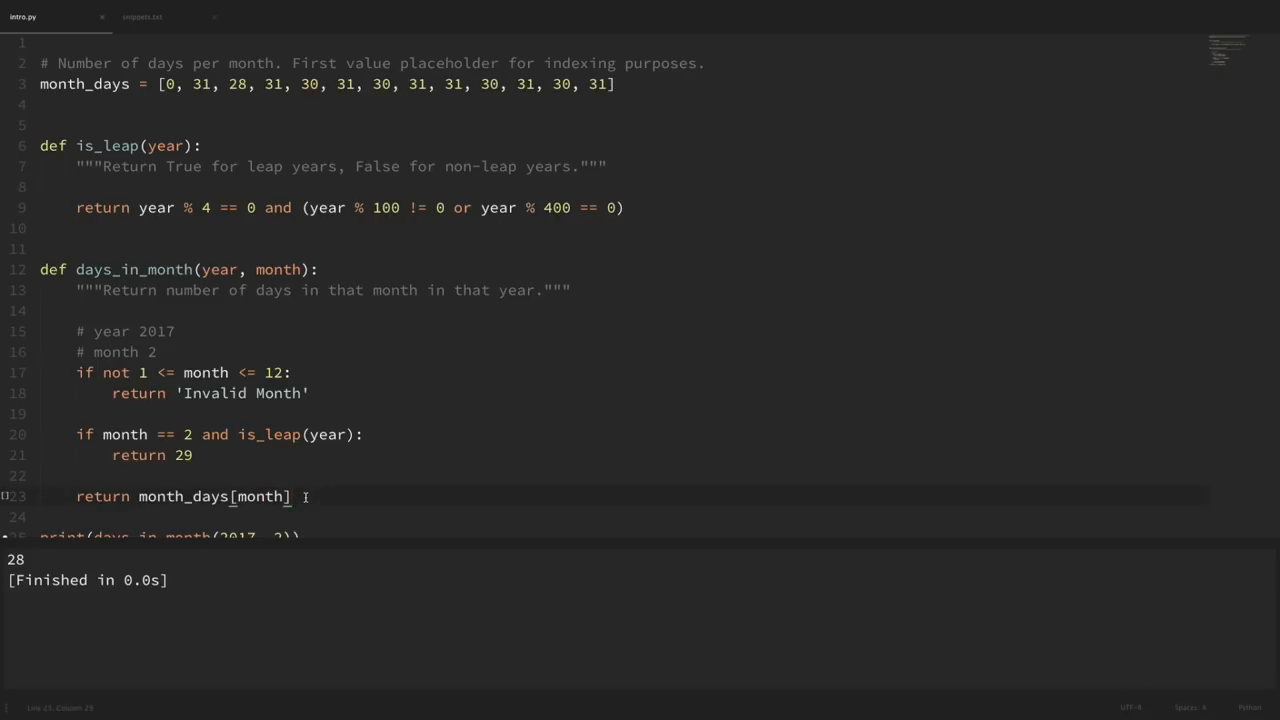 intro.py × snippets.txt ×
1
2 # Number of days per month. First value placeholder for indexing purposes.
3 month_days = [0, 31, 28, 31, 30, 31, 30, 31, 31, 30, 31, 30, 31]
4
5
6 def is_leap(year):
7 """Return True for leap years, False for non-leap years."""
8
9 return year % 4 == 0 and (year % 100 != 0 or year % 400 == 0)
10
11
12 def days_in_month(year, month):
13 """Return number of days in that month in that year."""
14
15 # year 2017
16 # month 2
17 if not 1 <= month <= 12:
18 return 'Invalid Month'
19
20 if month == 2 and is_leap(year):
21 return 29
22
23 return month_days[month]
24
25 print(days_in_month(2017, 2))
28
[Finished in 0.0s]
Line 23, Column 29 UTF-8 Spaces: 4 Python